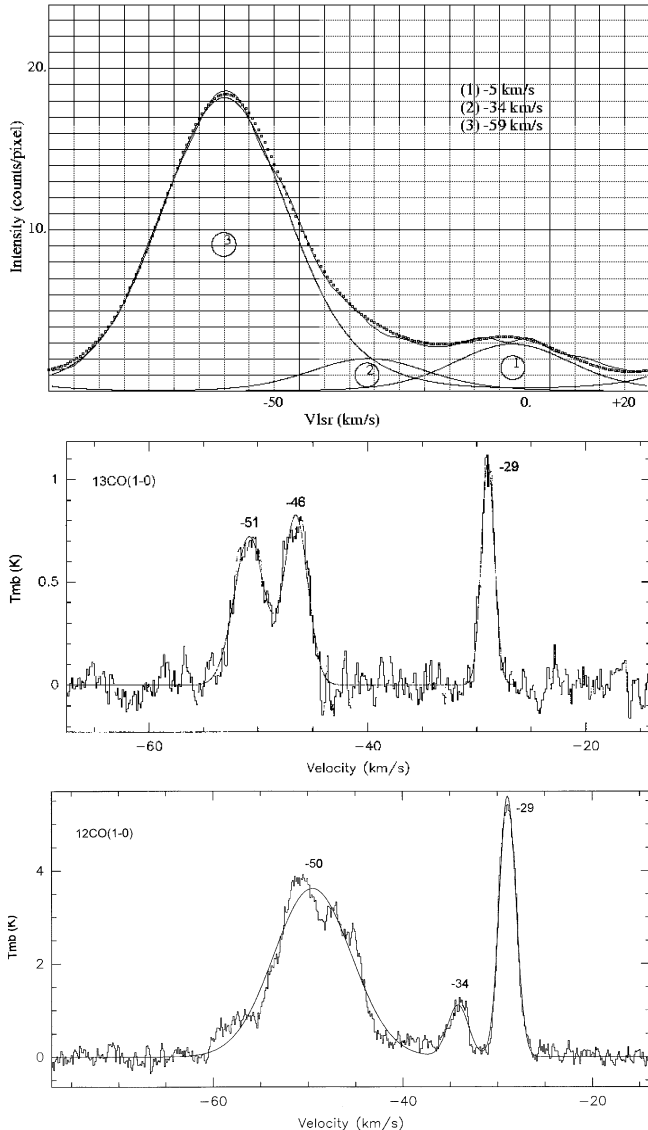 20.
10.
Intensity (counts/pixel)
(1) -5 km/s
(2) -34 km/s
(3) -59 km/s
3
2
1
-50
0.
+20
Vlsr (km/s)
13CO(1-0)
-51
-46
-29
1
0.5
0
Tmb (K)
-60
-40
-20
Velocity (km/s)
12CO(1-0)
-50
-34
-29
4
2
0
Tmb (K)
-60
-40
-20
Velocity (km/s)